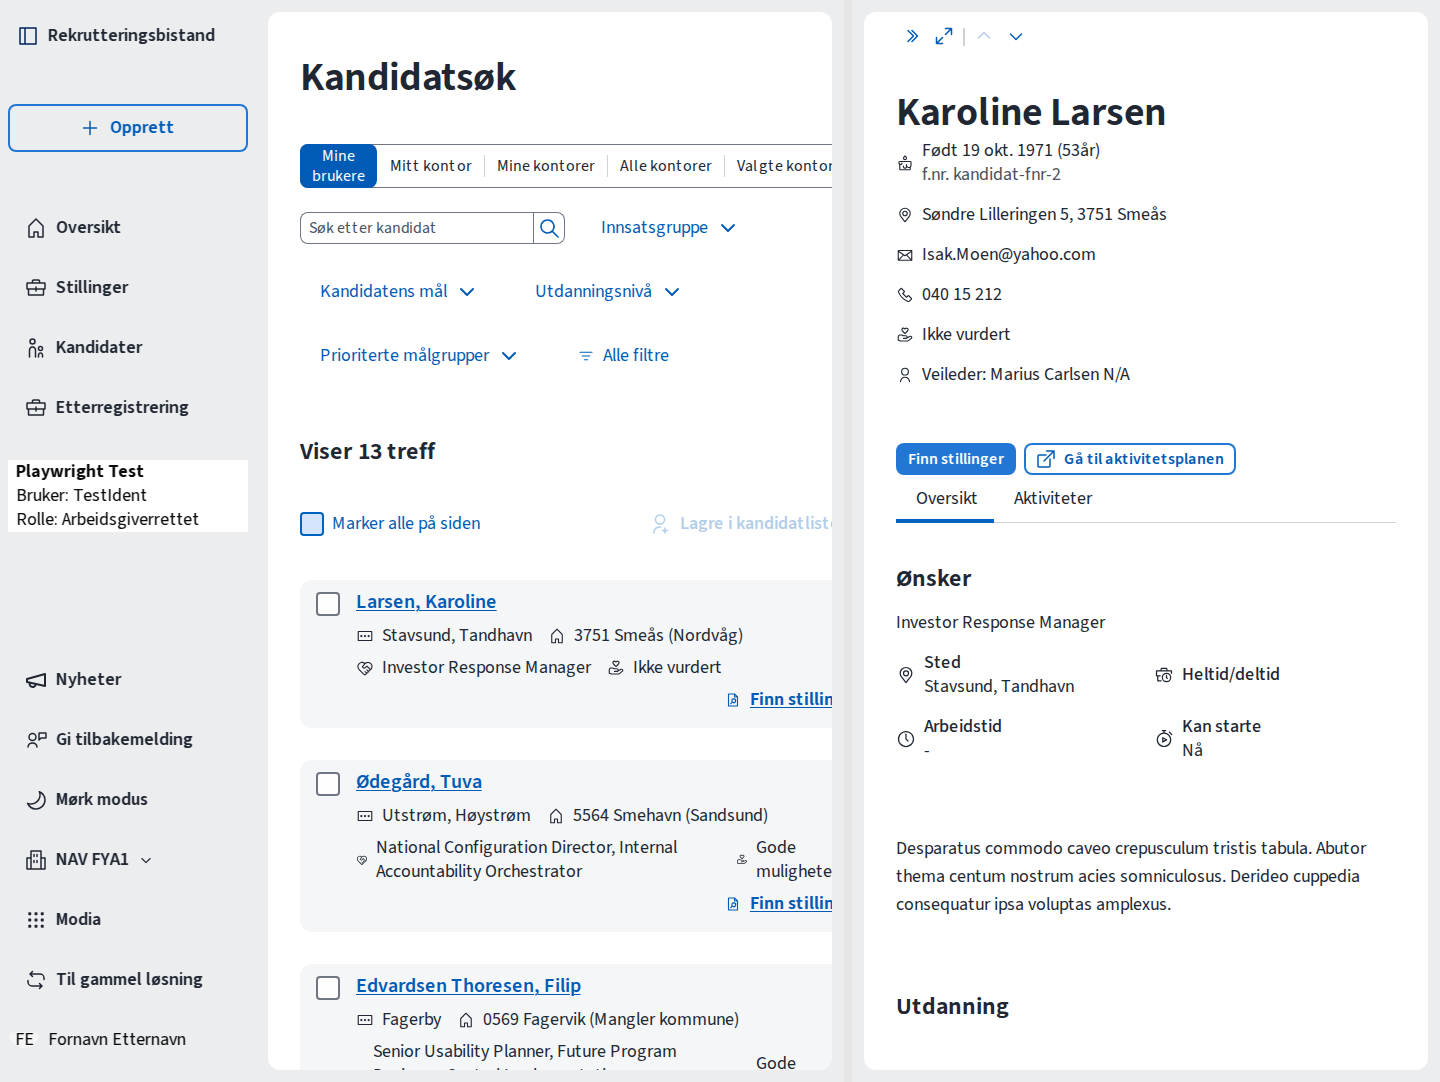 Rekrutteringsbistand
Opprett
Oversikt
Stillinger
Kandidater
Etterregistrering
Playwright Test
Bruker: TestIdent
Rolle: Arbeidsgiverrettet
Nyheter
Gi tilbakemelding
Mørk modus
NAV FYA1
Modia
Til gammel løsning
FE Fornavn Etternavn
Kandidatsøk
Mine brukere
Mitt kontor
Mine kontorer
Alle kontorer
Valgte kontor
Søk etter kandidat
Innsatsgruppe
Kandidatens mål
Utdanningsnivå
Prioriterte målgrupper
Alle filtre
Viser 13 treff
Marker alle på siden
Lagre i kandidatliste
Larsen, Karoline
Stavsund, Tandhavn
3751 Smeås (Nordvåg)
Investor Response Manager
Ikke vurdert
Finn stillin
Ødegård, Tuva
Utstrøm, Høystrøm
5564 Smehavn (Sandsund)
National Configuration Director, Internal
Accountability Orchestrator
Gode
mulighete
Finn stillin
Edvardsen Thoresen, Filip
Fagerby
0569 Fagervik (Mangler kommune)
Senior Usability Planner, Future Program
Gode
Karoline Larsen
Født 19 okt. 1971 (53år)
f.nr. kandidat-fnr-2
Søndre Lilleringen 5, 3751 Smeås
Isak.Moen@yahoo.com
040 15 212
Ikke vurdert
Veileder: Marius Carlsen N/A
Finn stillinger
Gå til aktivitetsplanen
Oversikt
Aktiviteter
Ønsker
Investor Response Manager
Sted
Stavsund, Tandhavn
Heltid/deltid
Arbeidstid
-
Kan starte
Nå
Desparatus commodo caveo crepusculum tristis tabula. Abutor
thema centum nostrum acies somniculosus. Derideo cuppedia
consequatur ipsa voluptas amplexus.
Utdanning